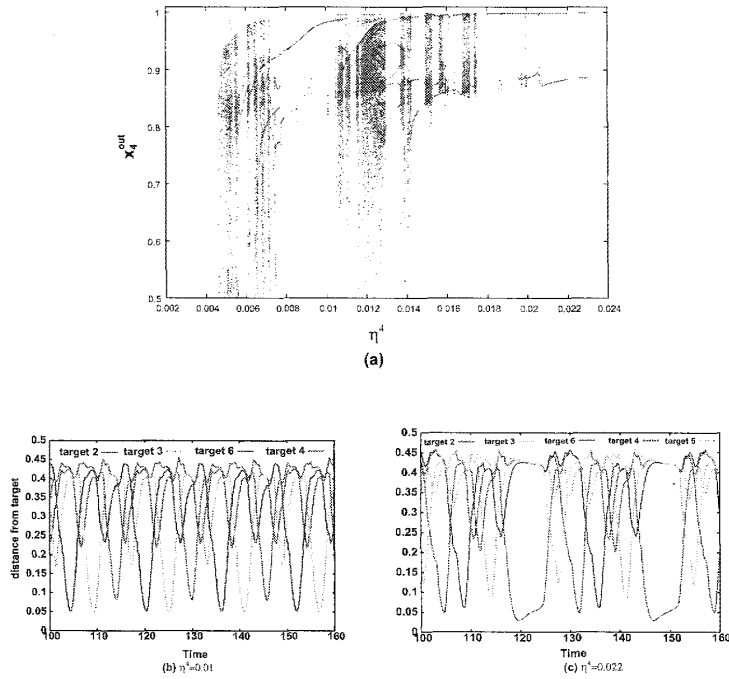 1
0.9
0.8
0.7
0.6
0.5
X₄ᵒᵘᵗ
0.002 0.004 0.006 0.008 0.01 0.012 0.014 0.016 0.018 0.02 0.022 0.024
η⁴
(a)
0.5
0.45
0.4
0.35
0.3
0.25
0.2
0.15
0.1
0.05
0
distance from target
target 2 target 3 target 6 target 4
100 110 120 130 140 150 160
Time
(b) η⁴=0.01
0.5
0.45
0.4
0.35
0.3
0.25
0.2
0.15
0.1
0.05
0
target 2 target 3 target 6 target 4 target 5
100 110 120 130 140 150 160
Time
(c) η⁴=0.022